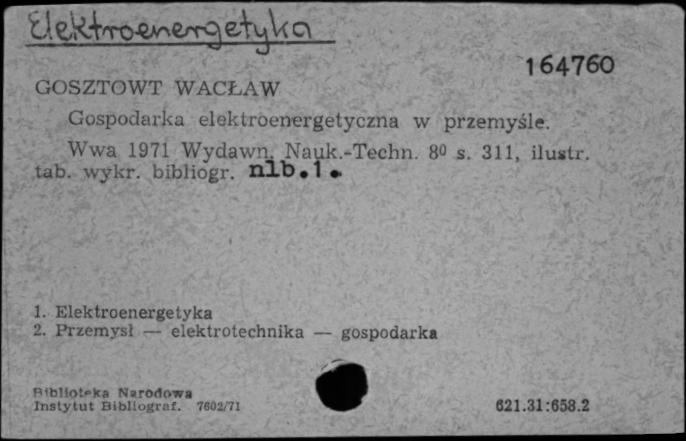 Elektroenergetyka
164760
GOSZTOWT WACŁAW
Gospodarka elektroenergetyczna w przemyśle.
Wwa 1971 Wydawn. Nauk.-Techn. 8⁰ s. 311, ilustr.
tab. wykr. bibliogr. nlb.1.
1. Elektroenergetyka
2. Przemysł — elektrotechnika — gospodarka
Biblioteka Narodowa
Instytut Bibliograf. 7602/71
621.31:658.2